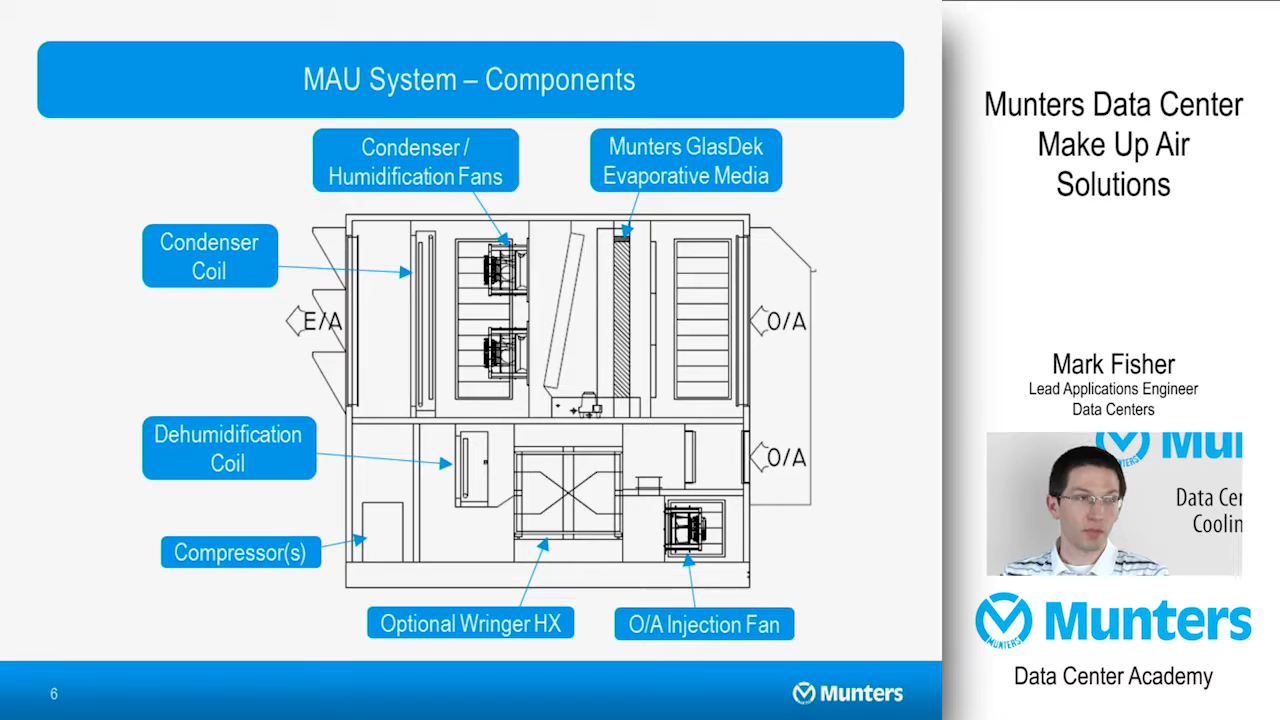 MAU System – Components
Condenser /
Humidification Fans
Munters GlasDek
Evaporative Media
Condenser
Coil
E/A
O/A
Dehumidification
Coil
O/A
Compressor(s)
Optional Wringer HX
O/A Injection Fan
6
Munters
Munters Data Center
Make Up Air
Solutions
Mark Fisher
Lead Applications Engineer
Data Centers
MUNTERS
Mu
Data Cen
Coolin
MUNTERS
Munters
Data Center Academy